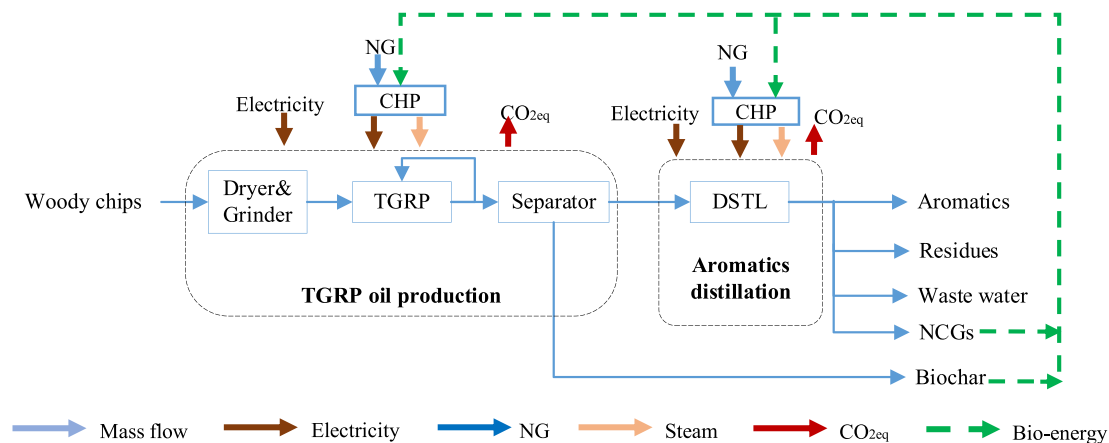 NG
NG
CHP
CHP
Electricity
CO2eq
Electricity
CO2eq
Woody chips
Dryer&
Grinder
TGRP
Separator
DSTL
Aromatics
Residues
Aromatics
distillation
TGRP oil production
Waste water
NCGs
Biochar
Mass flow
Electricity
NG
Steam
CO2eq
Bio-energy